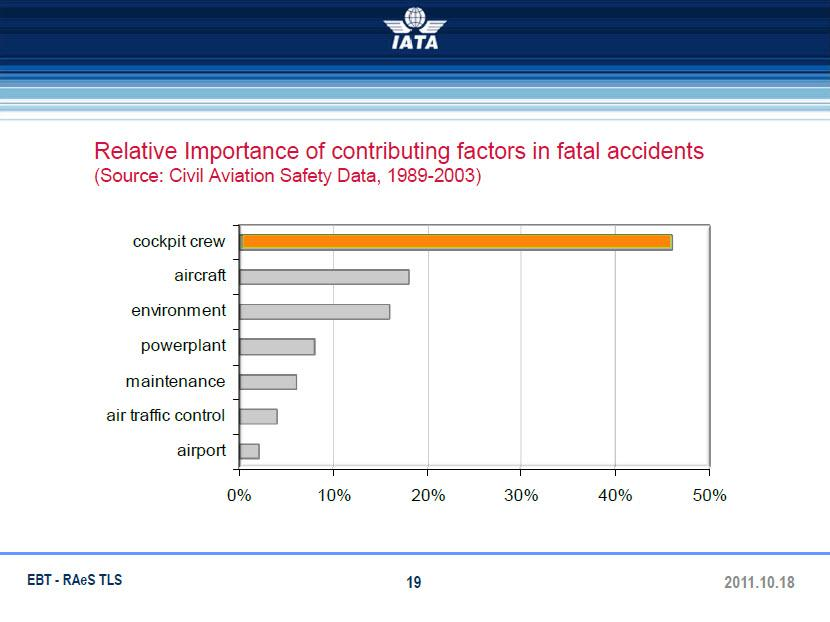 IATA
Relative Importance of contributing factors in fatal accidents
(Source: Civil Aviation Safety Data, 1989-2003)
cockpit crew
aircraft
environment
powerplant
maintenance
air traffic control
airport
0% 10% 20% 30% 40% 50%
EBT - RAeS TLS 19 2011.10.18